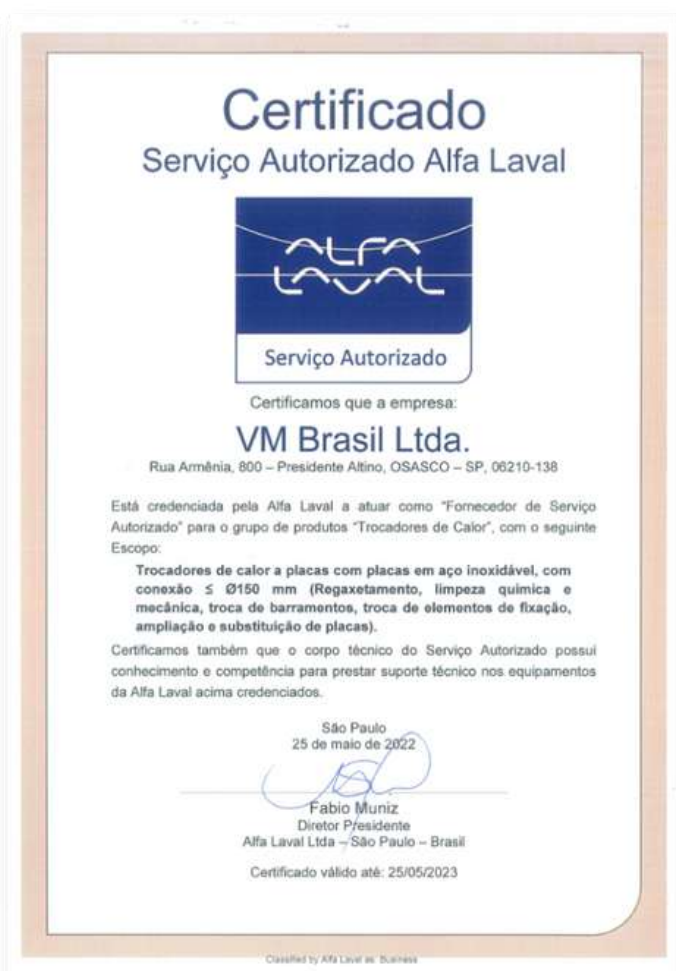 Certificado
Serviço Autorizado Alfa Laval
ALFA
LAVAL
Serviço Autorizado
Certificamos que a empresa:
VM Brasil Ltda.
Rua Armênia, 800 – Presidente Altino, OSASCO – SP, 06210-138
Está credenciada pela Alfa Laval a atuar como "Fornecedor de Serviço
Autorizado" para o grupo de produtos "Trocadores de Calor", com o seguinte
Escopo:
Trocadores de calor a placas com placas em aço inoxidável, com
conexão ≤ Ø150 mm (Regaxetamento, limpeza quimica e
mecânica, troca de barramentos, troca de elementos de fixação,
ampliação e substituição de placas).
Certificamos também que o corpo técnico do Serviço Autorizado possui
conhecimento e competência para prestar suporte técnico nos equipamentos
da Alfa Laval acima credenciados.
São Paulo
25 de maio de 2022
Fabio Muniz
Diretor Presidente
Alfa Laval Ltda – São Paulo – Brasil
Certificado válido até: 25/05/2023
Classified by Alfa Laval as: Business